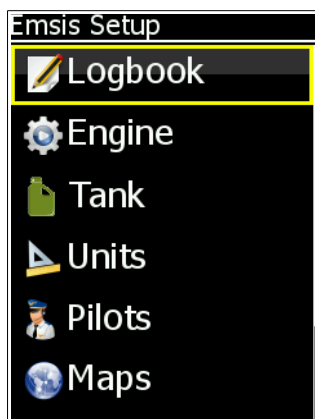 Emsis Setup
Logbook
Engine
Tank
Units
Pilots
Maps